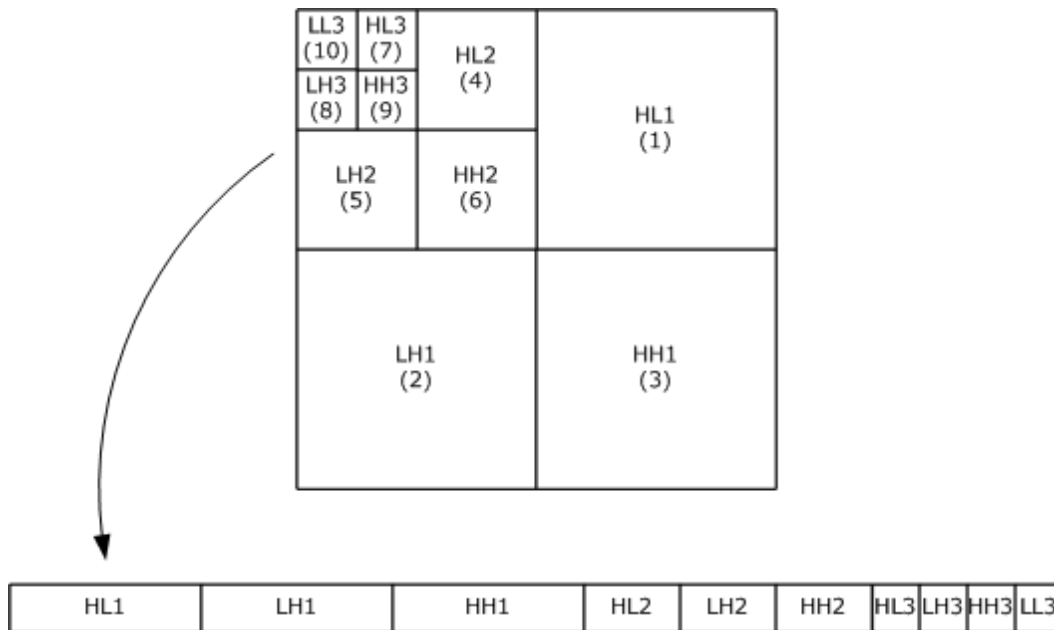 LL3
(10)
HL3
(7)
HL2
(4)
HL1
(1)
LH3
(8)
HH3
(9)
LH2
(5)
HH2
(6)
LH1
(2)
HH1
(3)
HL1 LH1 HH1 HL2 LH2 HH2 HL3 LH3 HH3 LL3